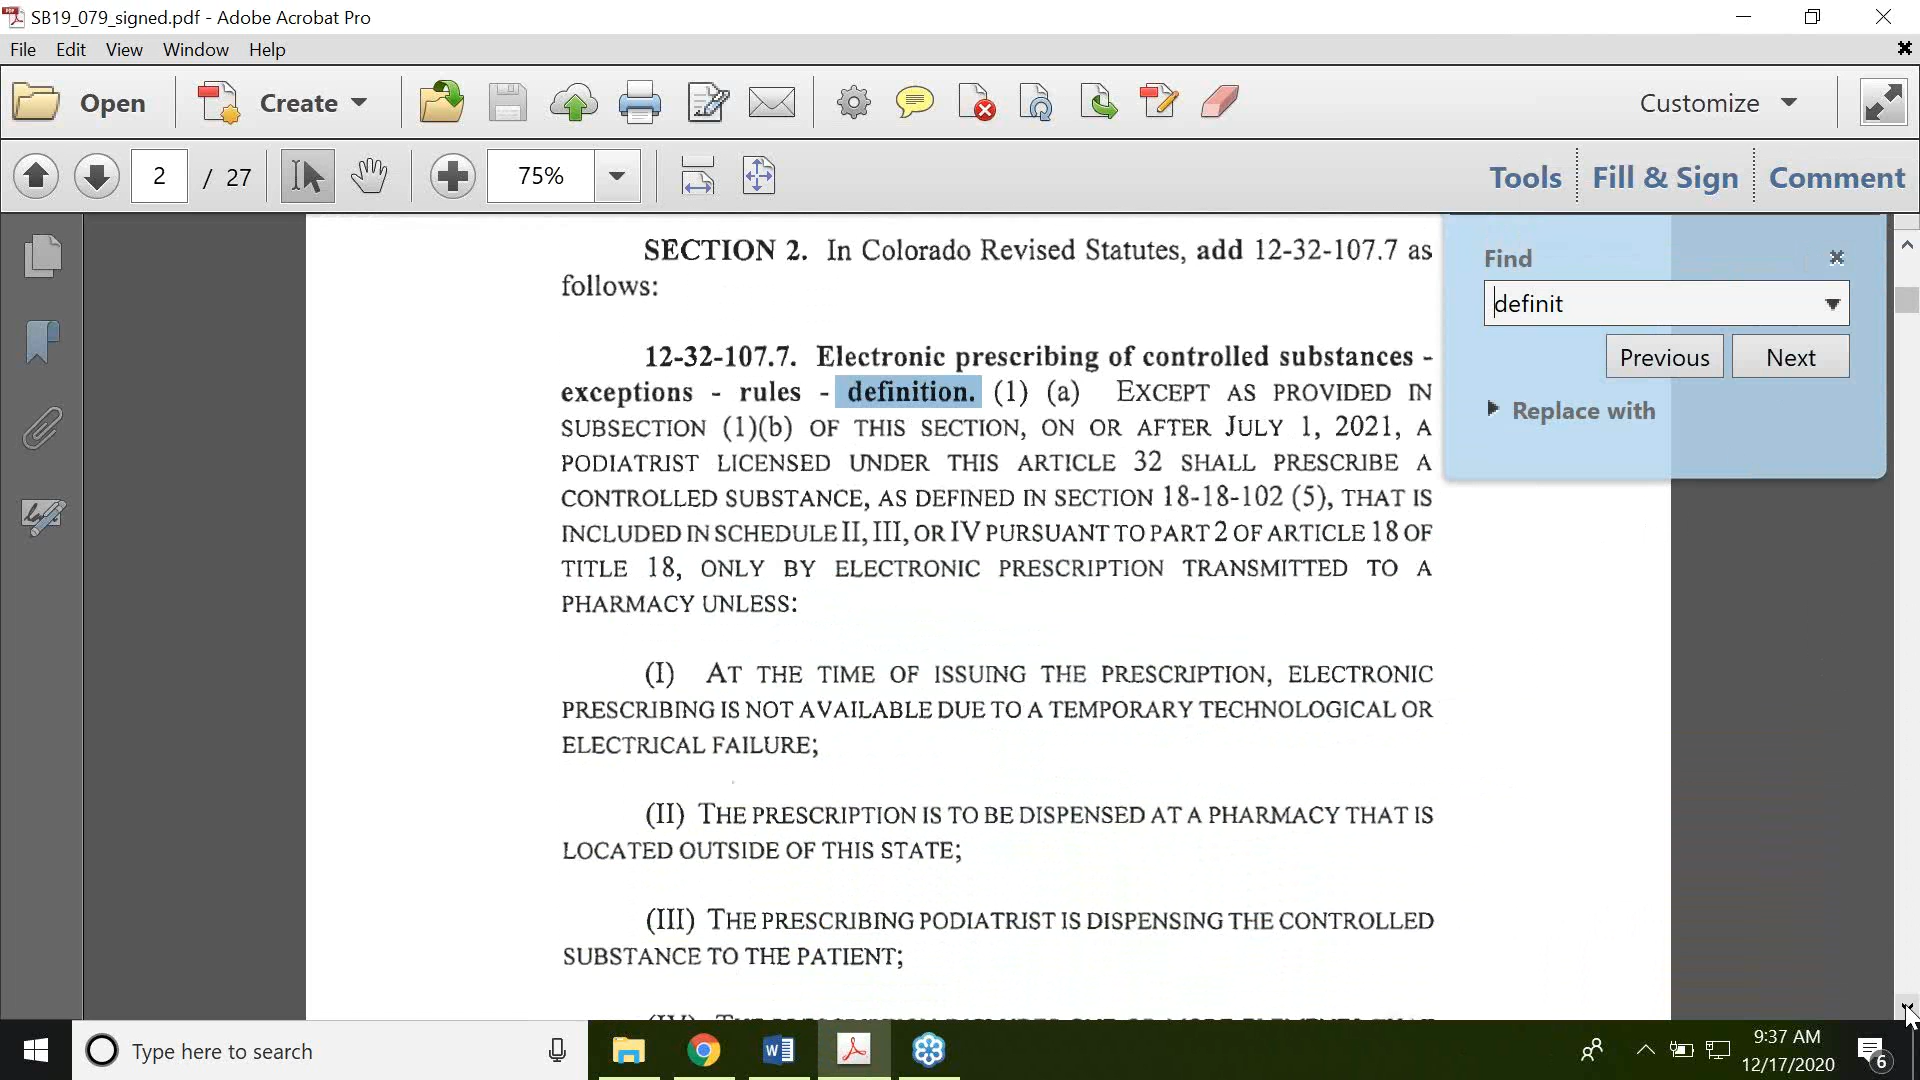 SB19_079_signed.pdf - Adobe Acrobat Pro
File Edit View Window Help
Open Create Customize
2 / 27 75% Tools Fill & Sign Comment
SECTION 2. In Colorado Revised Statutes, add 12-32-107.7 as
follows:
12-32-107.7. Electronic prescribing of controlled substances -
exceptions - rules - definition. (1) (a) EXCEPT AS PROVIDED IN
SUBSECTION (1)(b) OF THIS SECTION, ON OR AFTER JULY 1, 2021, A
PODIATRIST LICENSED UNDER THIS ARTICLE 32 SHALL PRESCRIBE A
CONTROLLED SUBSTANCE, AS DEFINED IN SECTION 18-18-102 (5), THAT IS
INCLUDED IN SCHEDULE II, III, OR IV PURSUANT TO PART 2 OF ARTICLE 18 OF
TITLE 18, ONLY BY ELECTRONIC PRESCRIPTION TRANSMITTED TO A
PHARMACY UNLESS:
(I) AT THE TIME OF ISSUING THE PRESCRIPTION, ELECTRONIC
PRESCRIBING IS NOT AVAILABLE DUE TO A TEMPORARY TECHNOLOGICAL OR
ELECTRICAL FAILURE;
(II) THE PRESCRIPTION IS TO BE DISPENSED AT A PHARMACY THAT IS
LOCATED OUTSIDE OF THIS STATE;
(III) THE PRESCRIBING PODIATRIST IS DISPENSING THE CONTROLLED
SUBSTANCE TO THE PATIENT;
Find
definit
Previous Next
Replace with
Type here to search
9:37 AM
12/17/2020
6